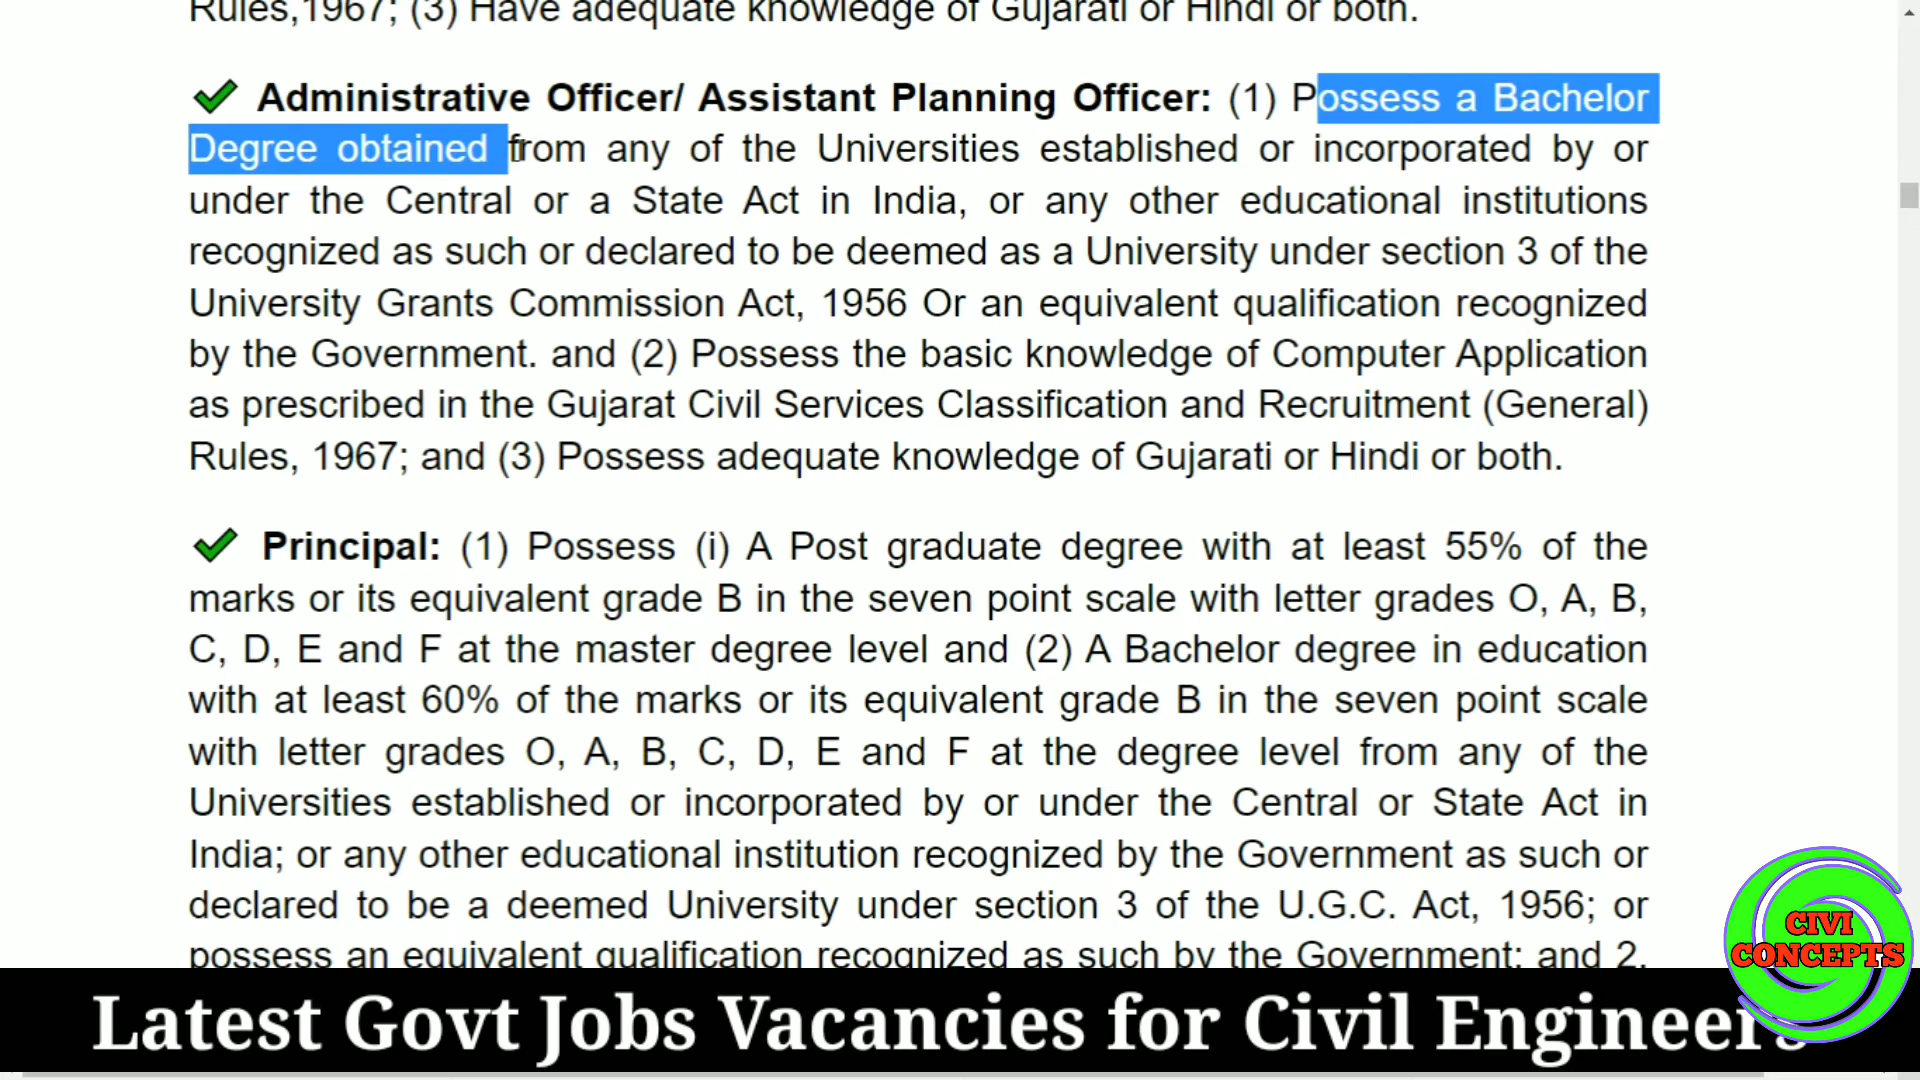 Rules,1967; (3) Have adequate knowledge of Gujarati or Hindi or both.
Administrative Officer/ Assistant Planning Officer: (1) Possess a Bachelor
Degree obtained from any of the Universities established or incorporated by or
under the Central or a State Act in India, or any other educational institutions
recognized as such or declared to be deemed as a University under section 3 of the
University Grants Commission Act, 1956 Or an equivalent qualification recognized
by the Government. and (2) Possess the basic knowledge of Computer Application
as prescribed in the Gujarat Civil Services Classification and Recruitment (General)
Rules, 1967; and (3) Possess adequate knowledge of Gujarati or Hindi or both.
Principal: (1) Possess (i) A Post graduate degree with at least 55% of the
marks or its equivalent grade B in the seven point scale with letter grades O, A, B,
C, D, E and F at the master degree level and (2) A Bachelor degree in education
with at least 60% of the marks or its equivalent grade B in the seven point scale
with letter grades O, A, B, C, D, E and F at the degree level from any of the
Universities established or incorporated by or under the Central or State Act in
India; or any other educational institution recognized by the Government as such or
declared to be a deemed University under section 3 of the U.G.C. Act, 1956; or
possess an equivalent qualification recognized as such by the Government; and 2.
CIVI
CONCEPTS
Latest Govt Jobs Vacancies for Civil Engineers